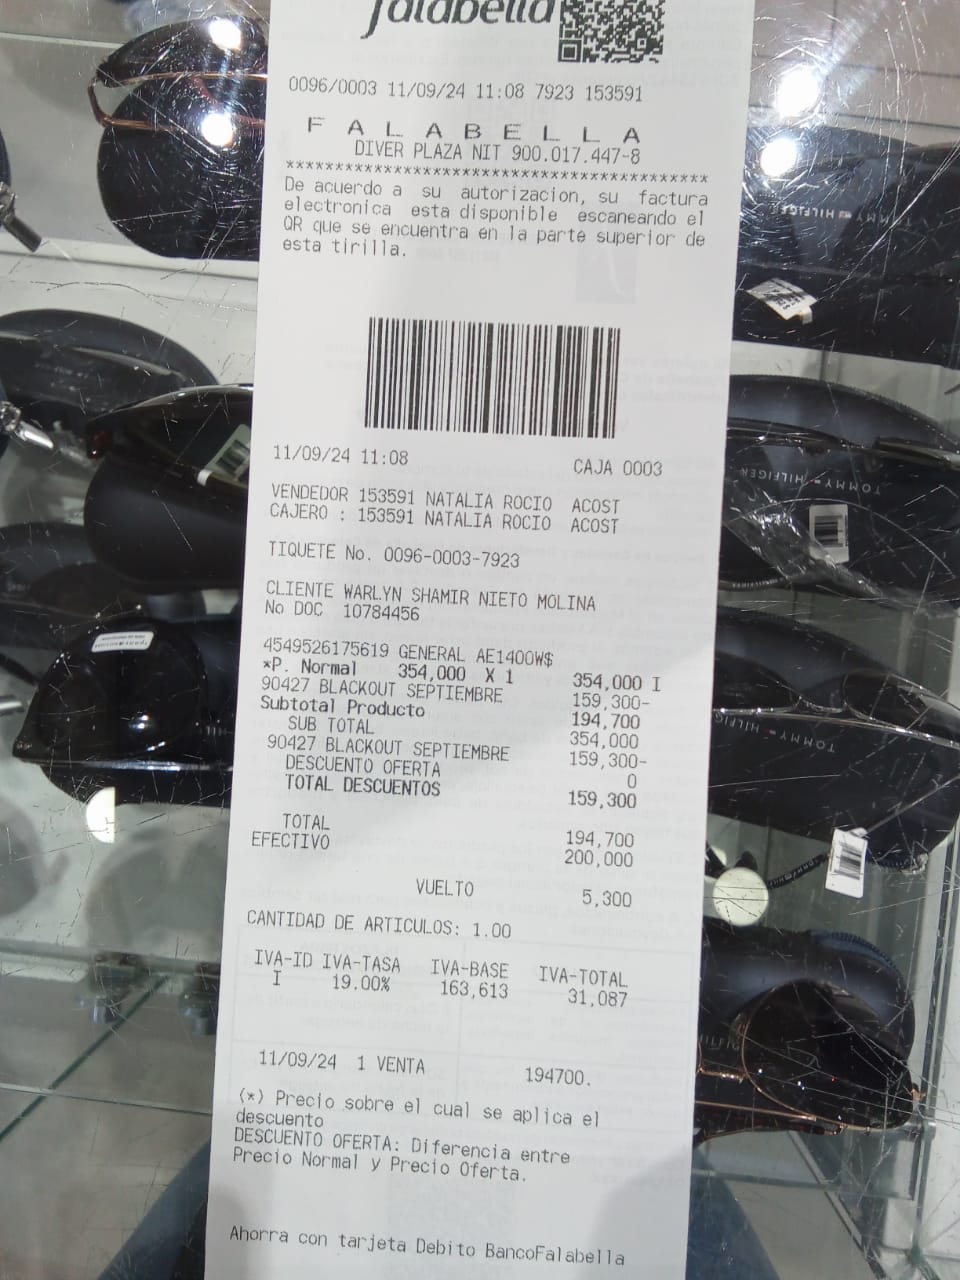 falabella
0096/0003 11/09/24 11:08 7923 153591
F A L A B E L L A
DIVER PLAZA NIT 900.017.447-8
******************************************
De acuerdo a su autorizacion, su factura
electronica esta disponible escaneando el
QR que se encuentra en la parte superior de
esta tirilla.
11/09/24 11:08 CAJA 0003
VENDEDOR 153591 NATALIA ROCIO ACOST
CAJERO : 153591 NATALIA ROCIO ACOST
TIQUETE No. 0096-0003-7923
CLIENTE WARLYN SHAMIR NIETO MOLINA
No DOC 10784456
4549526175619 GENERAL AE1400W$
*P. Normal 354,000 X 1 354,000 I
90427 BLACKOUT SEPTIEMBRE 159,300-
Subtotal Producto 194,700
SUB TOTAL 354,000
90427 BLACKOUT SEPTIEMBRE 159,300-
DESCUENTO OFERTA 0
TOTAL DESCUENTOS 159,300
TOTAL 194,700
EFECTIVO 200,000
VUELTO 5,300
CANTIDAD DE ARTICULOS: 1.00
IVA-ID IVA-TASA IVA-BASE IVA-TOTAL
I 19.00% 163,613 31,087
11/09/24 1 VENTA 194700.
(*) Precio sobre el cual se aplica el
descuento
DESCUENTO OFERTA: Diferencia entre
Precio Normal y Precio Oferta.
Ahorra con tarjeta Debito BancoFalabella
TOMMY HILFIGER
TOMMY HILFIGER
TOMMY HILFIGER